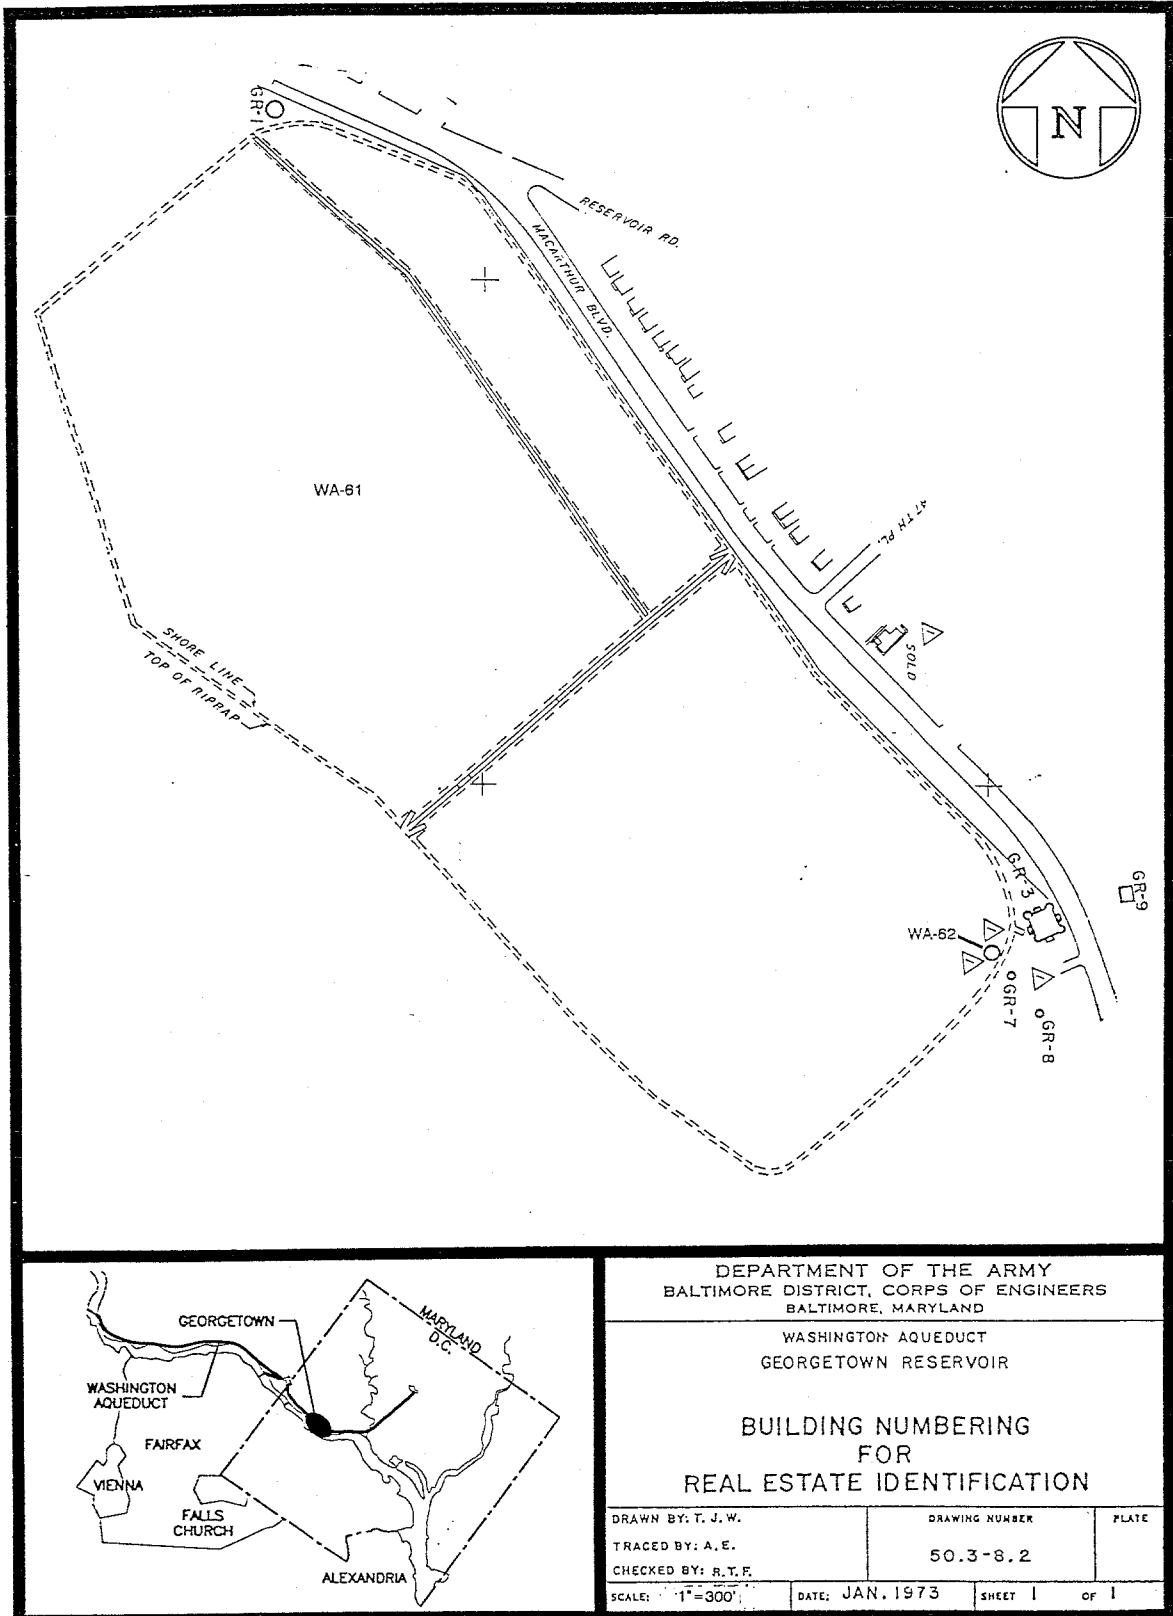 N
GR-1
RESERVOIR RD.
MACARTHUR BLVD.
WA-61
47TH PL.
SOLD
SHORE LINE
TOP OF RIPRAP
GR-3
GR-9
WA-62
GR-7
GR-8
GEORGETOWN
MARYLAND
D.C.
WASHINGTON
AQUEDUCT
FAIRFAX
VIENNA
FALLS
CHURCH
ALEXANDRIA
DEPARTMENT OF THE ARMY
BALTIMORE DISTRICT, CORPS OF ENGINEERS
BALTIMORE, MARYLAND
WASHINGTON AQUEDUCT
GEORGETOWN RESERVOIR
BUILDING NUMBERING
FOR
REAL ESTATE IDENTIFICATION
DRAWN BY: T. J. W.
TRACED BY: A. E.
CHECKED BY: R. T. F.
DRAWING NUMBER
50.3-8.2
PLATE
SCALE: 1"=300'
DATE: JAN. 1973
SHEET 1 OF 1